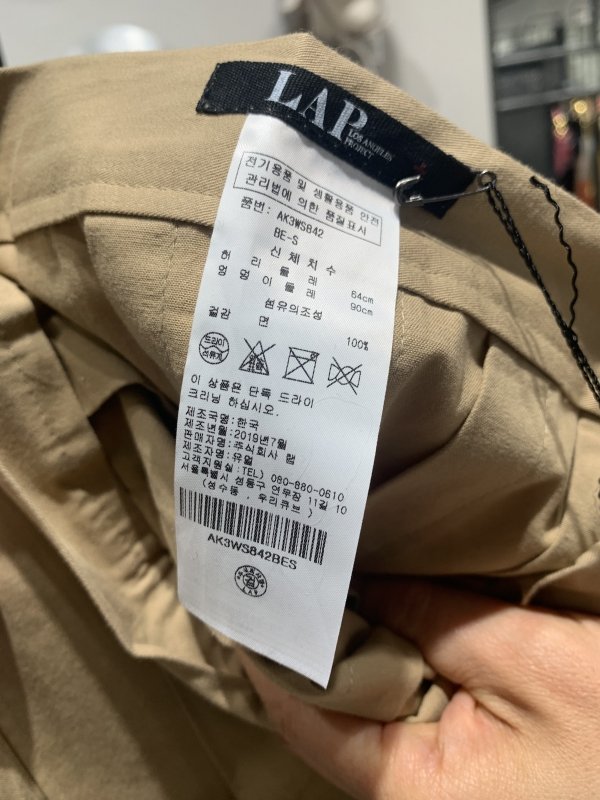 LAP
LOS ANGELES
PROJECT
전기용품 및 생활용품 안전
관리법에 의한 품질표시
품번: AK3WS842
BE-S
신체치수
허리둘레 64cm
엉덩이둘레 90cm
섬유의조성
겉감 면 100%
드라이
석유계
이 상품은 단독 드라이
크리닝 하십시오.
제조국명:한국
제조년월:2019년7월
판매자명:주식회사 랩
제조자명:유월
고객지원실:TEL) 080-880-0610
서울특별시 성동구 연무장 11길 10
(성수동, 우리큐브 )
AK3WS842BES